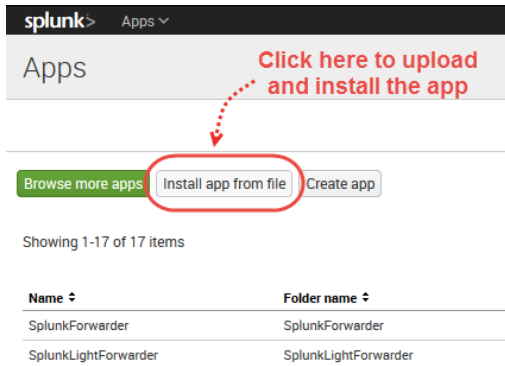 splunk> Apps
Apps
Click here to upload
and install the app
Browse more apps Install app from file Create app
Showing 1-17 of 17 items
Name Folder name
SplunkForwarder SplunkForwarder
SplunkLightForwarder SplunkLightForwarder